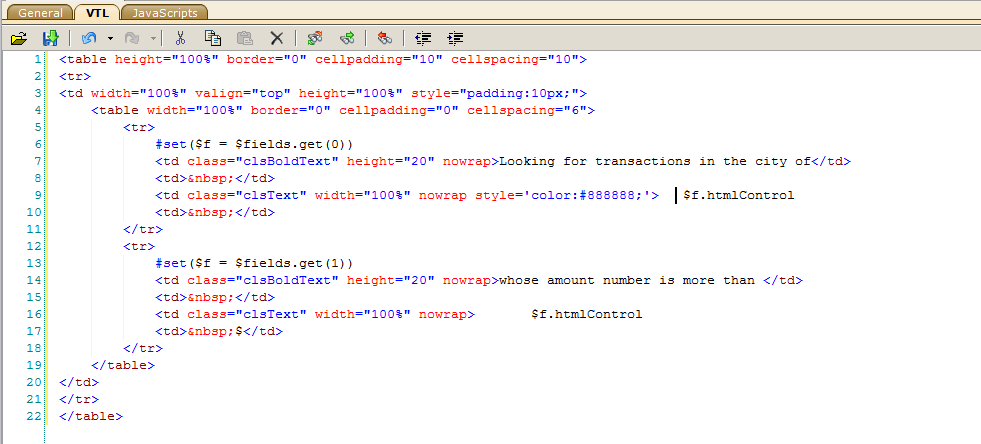 General VTL JavaScripts
1 <table height="100%" border="0" cellpadding="10" cellspacing="10">
2 <tr>
3 <td width="100%" valign="top" height="100%" style="padding:10px;">
4 <table width="100%" border="0" cellpadding="0" cellspacing="6">
5 <tr>
6 #set($f = $fields.get(0))
7 <td class="clsBoldText" height="20" nowrap>Looking for transactions in the city of</td>
8 <td>&nbsp;</td>
9 <td class="clsText" width="100%" nowrap style='color:#888888;'> $f.htmlControl
10 <td>&nbsp;</td>
11 </tr>
12 <tr>
13 #set($f = $fields.get(1))
14 <td class="clsBoldText" height="20" nowrap>whose amount number is more than </td>
15 <td>&nbsp;</td>
16 <td class="clsText" width="100%" nowrap> $f.htmlControl
17 <td>&nbsp;$</td>
18 </tr>
19 </table>
20 </td>
21 </tr>
22 </table>